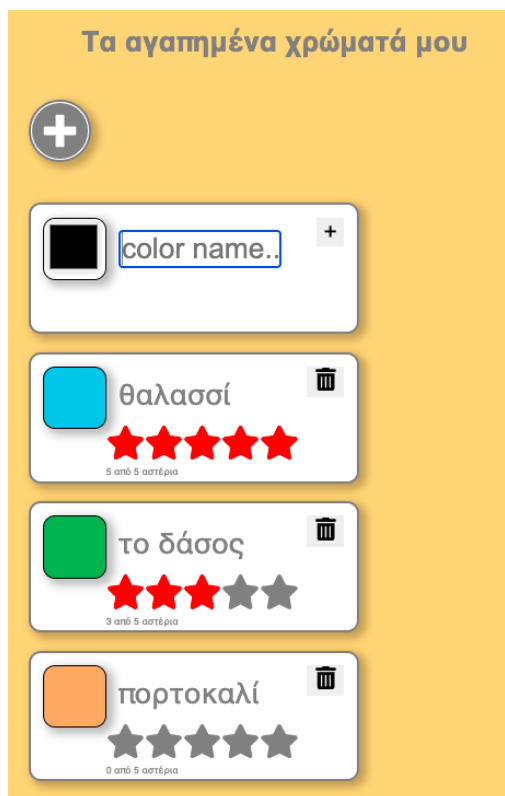 Τα αγαπημένα χρώματά μου
color name..
θαλασσί
5 από 5 αστέρια
το δάσος
3 από 5 αστέρια
πορτοκαλί
0 από 5 αστέρια